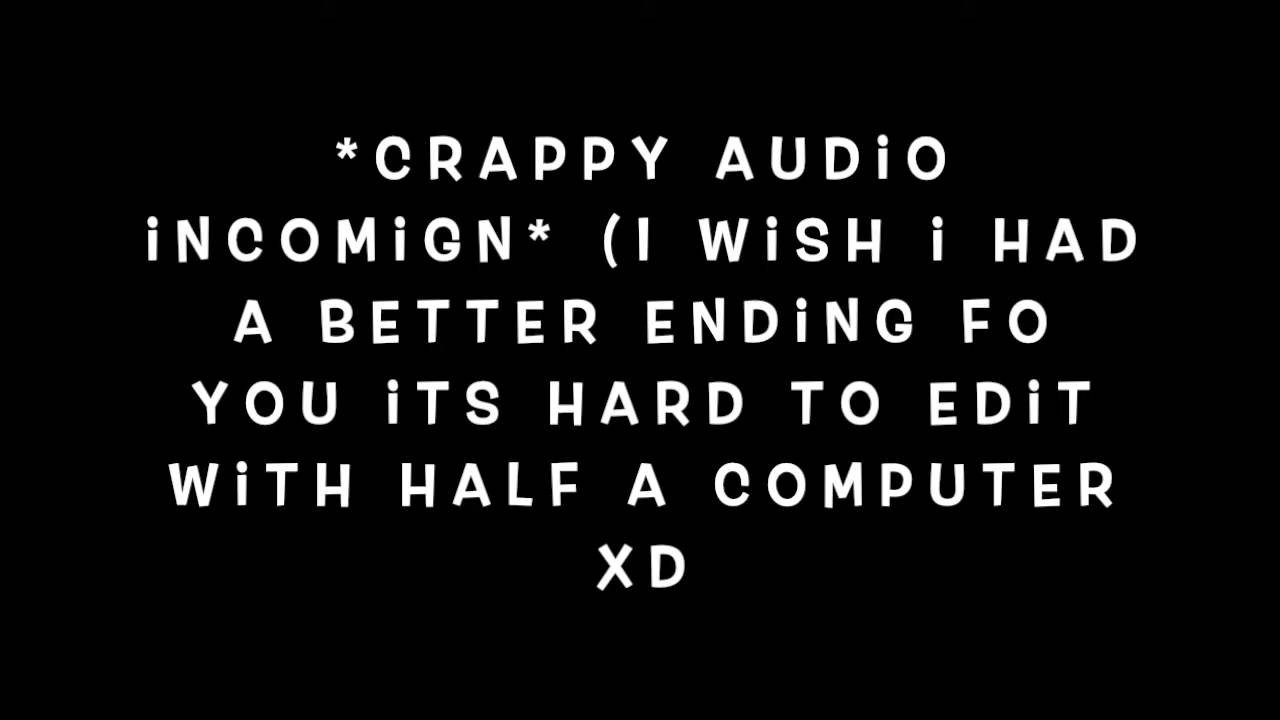 *CRAPPY AUDiO
iNCOMiGN* (I WiSH i HAD
A BETTER ENDiNG FO
YOU iTS HARD TO EDiT
WiTH HALF A COMPUTER
XD